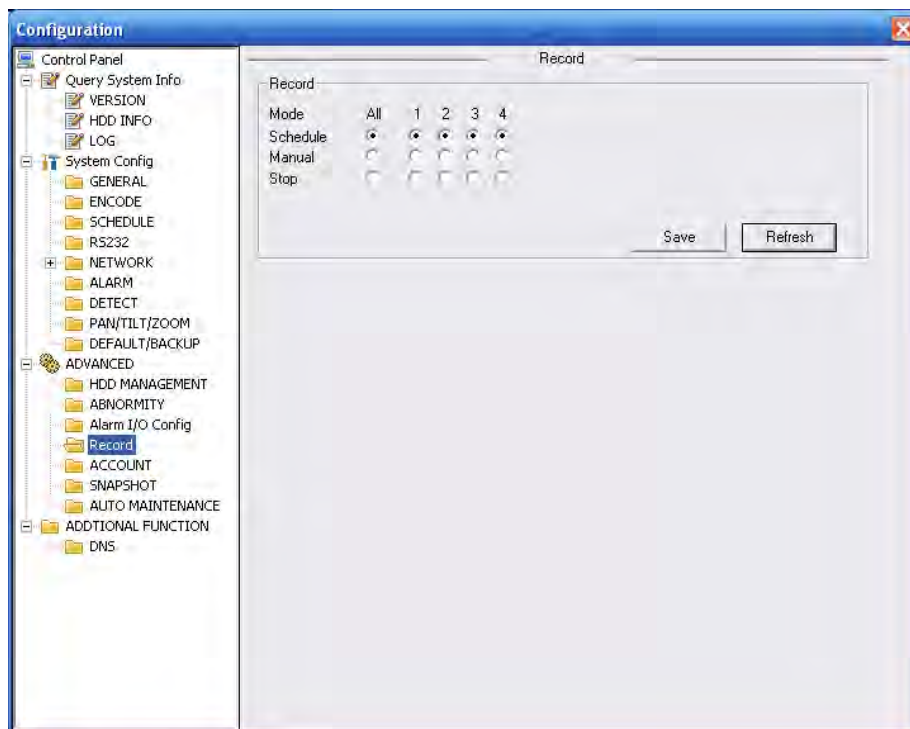 Configuration
Control Panel
Query System Info
VERSION
HDD INFO
LOG
System Config
GENERAL
ENCODE
SCHEDULE
RS232
NETWORK
ALARM
DETECT
PAN/TILT/ZOOM
DEFAULT/BACKUP
ADVANCED
HDD MANAGEMENT
ABNORMITY
Alarm I/O Config
Record
ACCOUNT
SNAPSHOT
AUTO MAINTENANCE
ADDTIONAL FUNCTION
DNS
Record
Record
Mode All 1 2 3 4
Schedule
Manual
Stop
Save Refresh